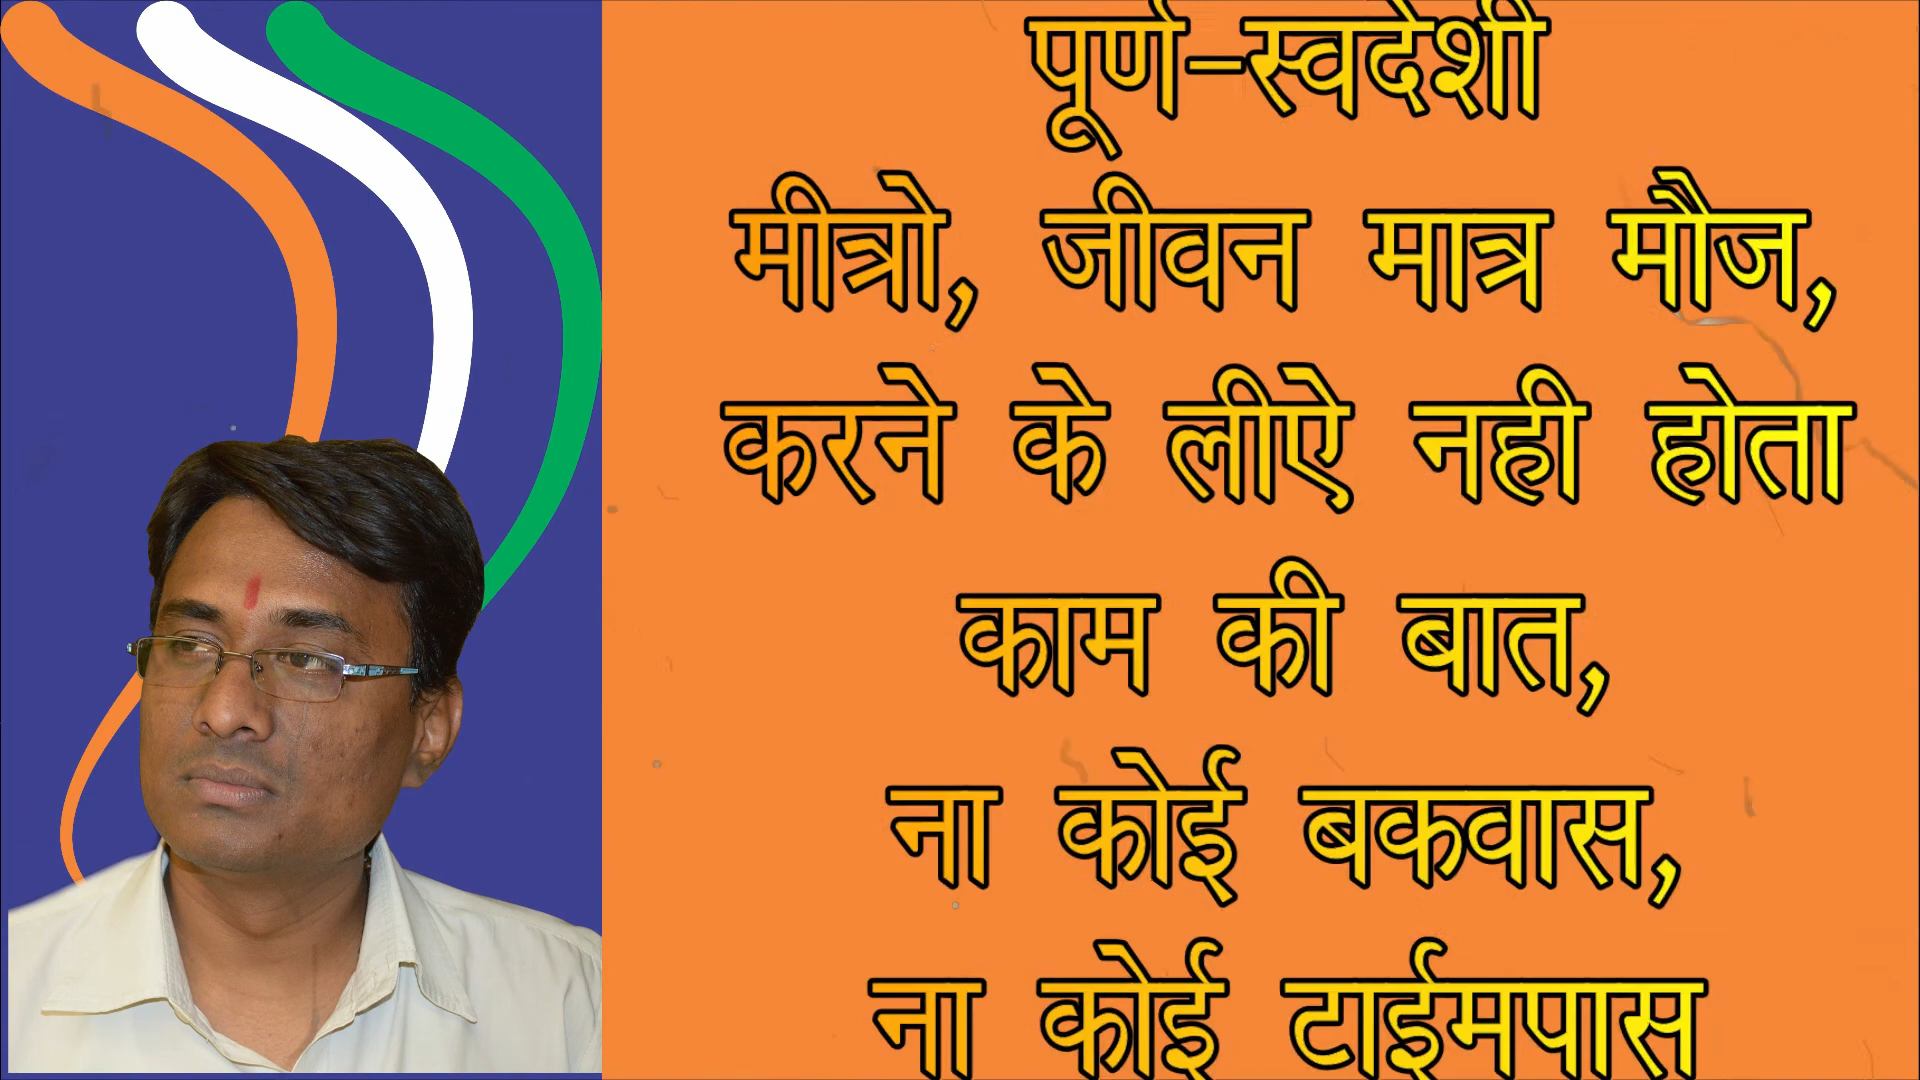 पूर्ण-स्वदेशी
मीत्रो, जीवन मात्र मौज,
करने के लीऐ नही होता
काम की बात,
ना कोई बकवास,
ना कोई टाईमपास